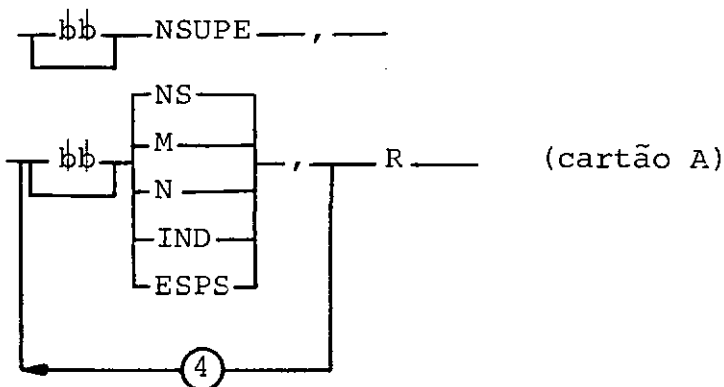 bb NSUPE ,
NS
M
bb , R (cartão A)
N
IND
ESPS
4